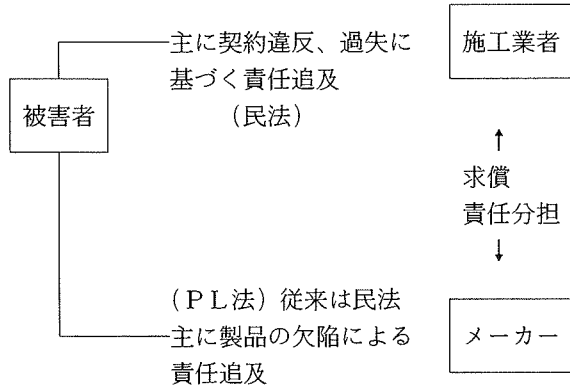 主に契約違反、過失に
基づく責任追及
(民法)
施工業者
被害者
↑
求償
責任分担
↓
(PL法)従来は民法
主に製品の欠陥による
責任追及
メーカー